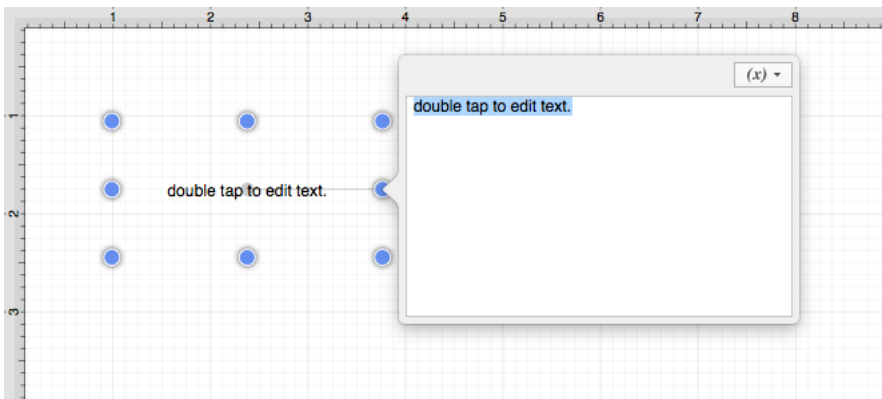 1 2 3 4 5 6 7 8
(x)
double tap to edit text.
1
double tap to edit text.
2
3